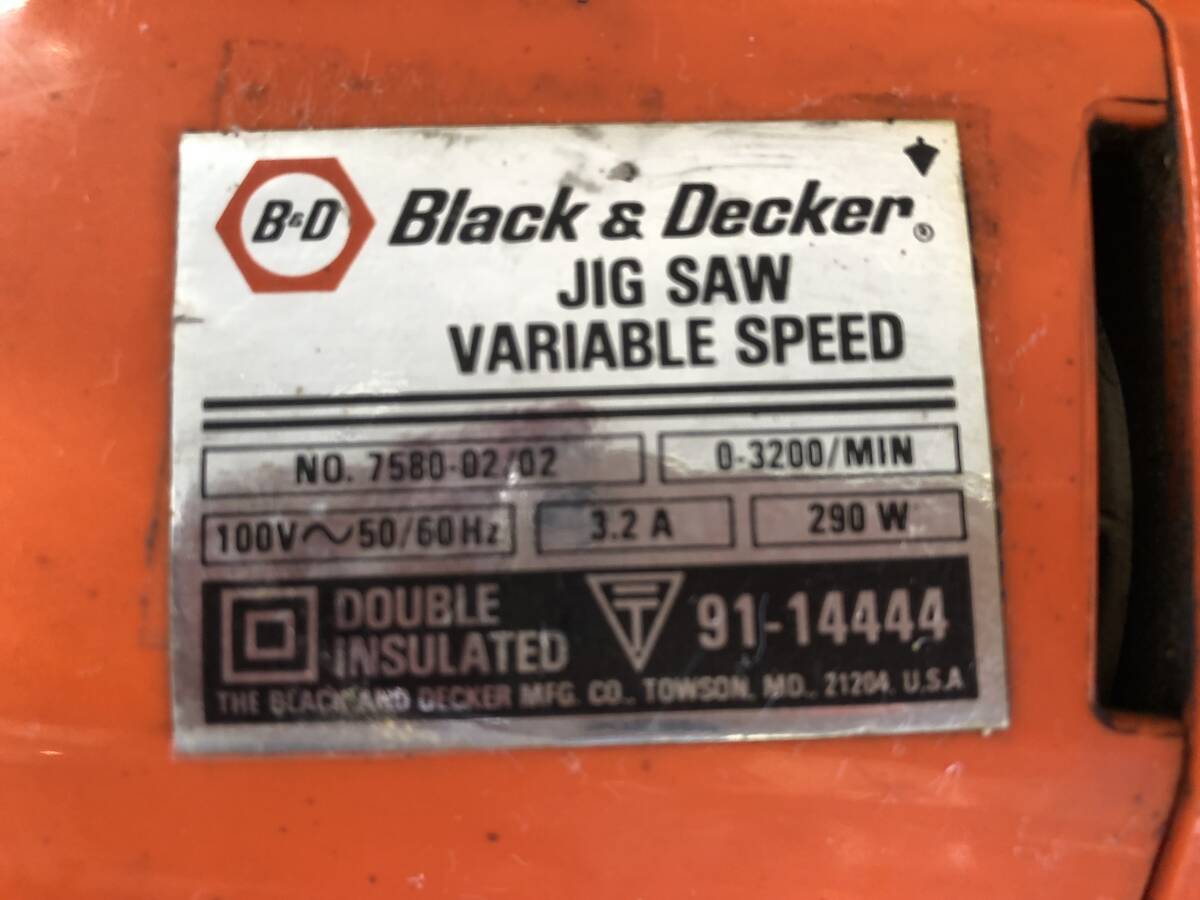 B&D Black & Decker®
JIG SAW
VARIABLE SPEED
NO. 7580-02/02 0-3200/MIN
100V～50/60Hz 3.2 A 290 W
DOUBLE INSULATED T 91-14444
THE BLACK AND DECKER MFG. CO., TOWSON, MD., 21204, U.S.A